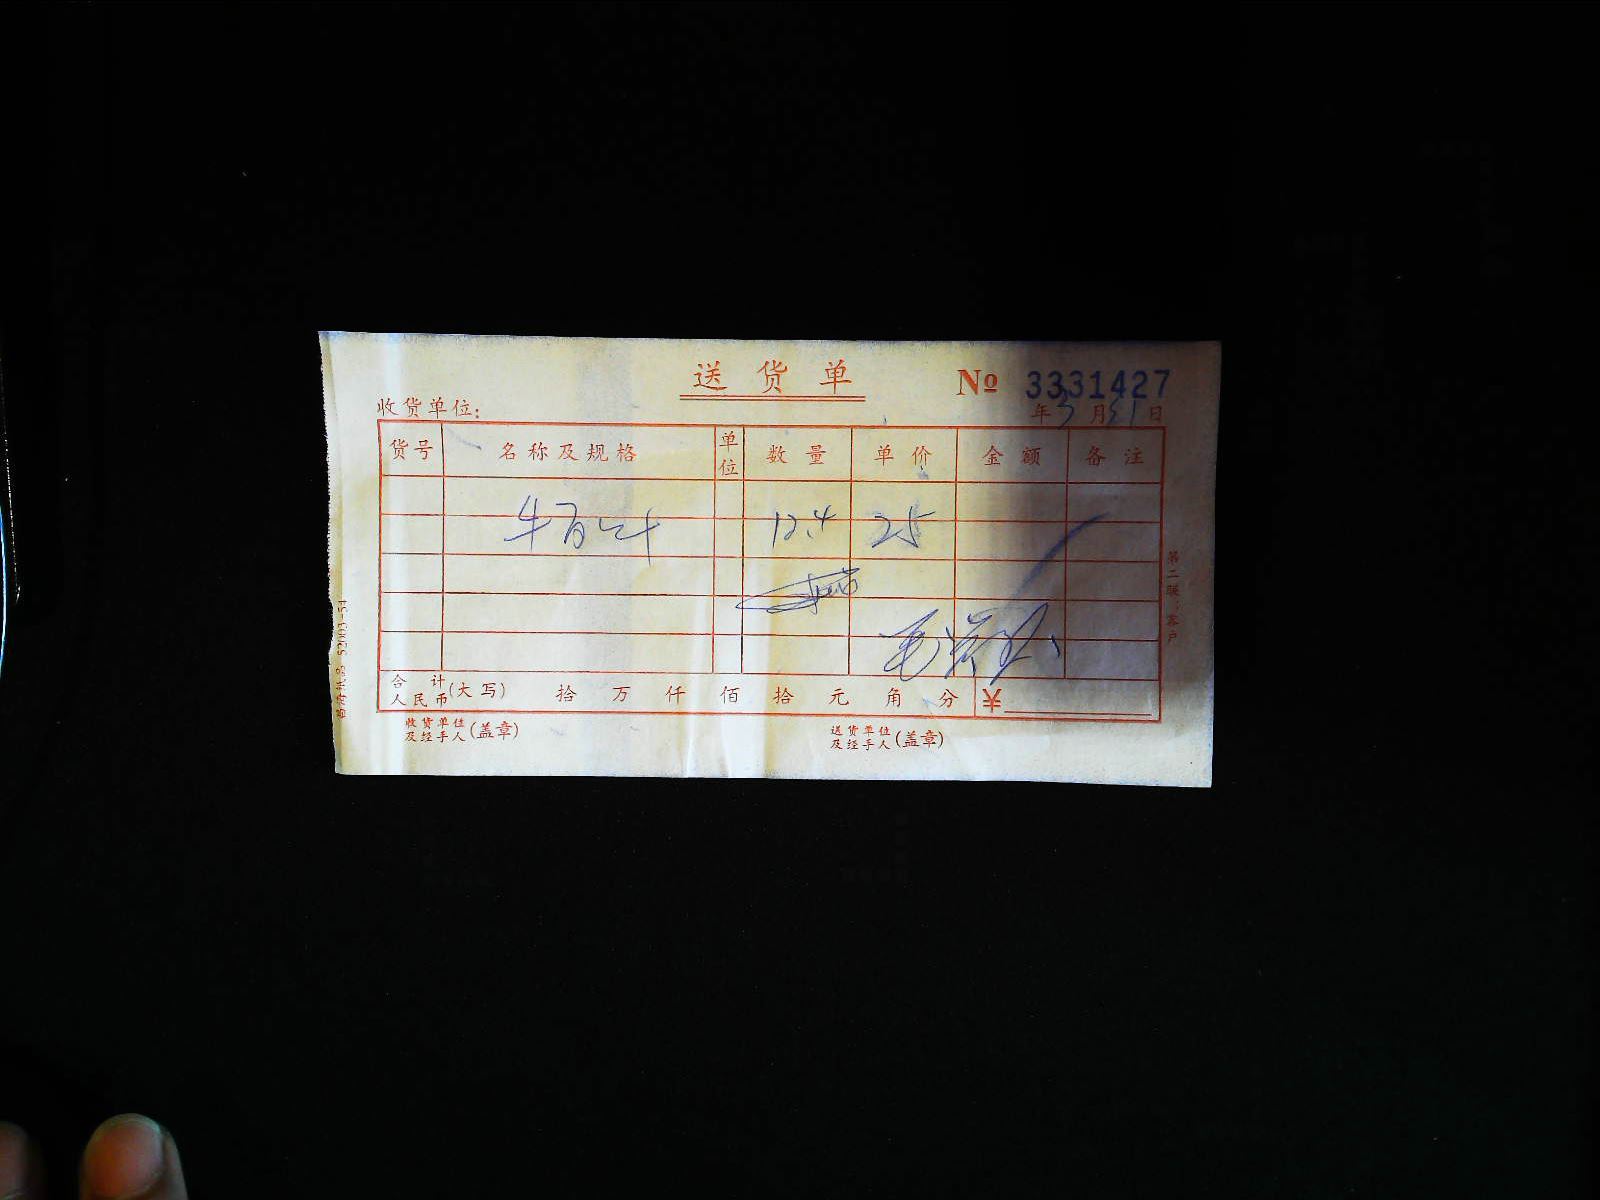 送货单 No 3331427
收货单位: 年3月31日
货号 名称及规格 单位 数量 单价 金额 备注
牛百叶 12.4 25
第二联:客户
合计人民币(大写) 拾 万 仟 佰 拾 元 角 分 ¥
收货单位及经手人(盖章) 送货单位及经手人(盖章)